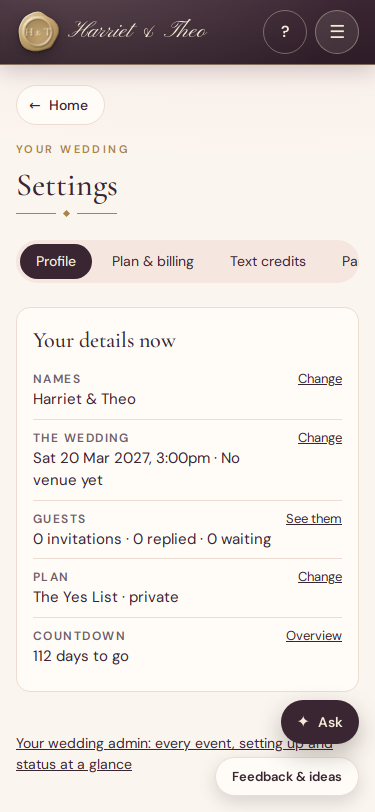 H & T
Harriet & Theo
?
☰
← Home
YOUR WEDDING
Settings
Profile
Plan & billing
Text credits
Pa
Your details now
NAMES
Change
Harriet & Theo
THE WEDDING
Change
Sat 20 Mar 2027, 3:00pm · No
venue yet
GUESTS
See them
0 invitations · 0 replied · 0 waiting
PLAN
Change
The Yes List · private
COUNTDOWN
Overview
112 days to go
✦ Ask
Your wedding admin: every event, setting up and
status at a glance
Feedback & ideas